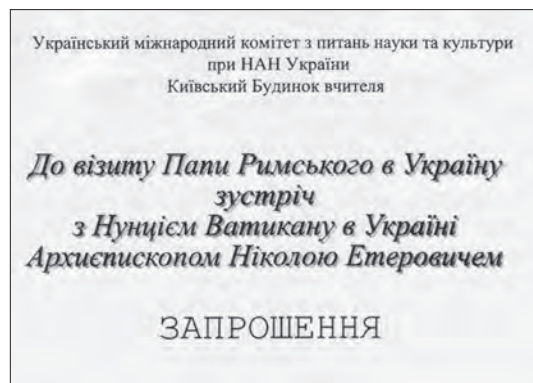 Український міжнародний комітет з питань науки та культури
при НАН України
Київський Будинок вчителя
До візиту Папи Римського в Україну
зустріч
з Нунцієм Ватикану в Україні
Архиєпископом Ніколою Етеровичем
ЗАПРОШЕННЯ